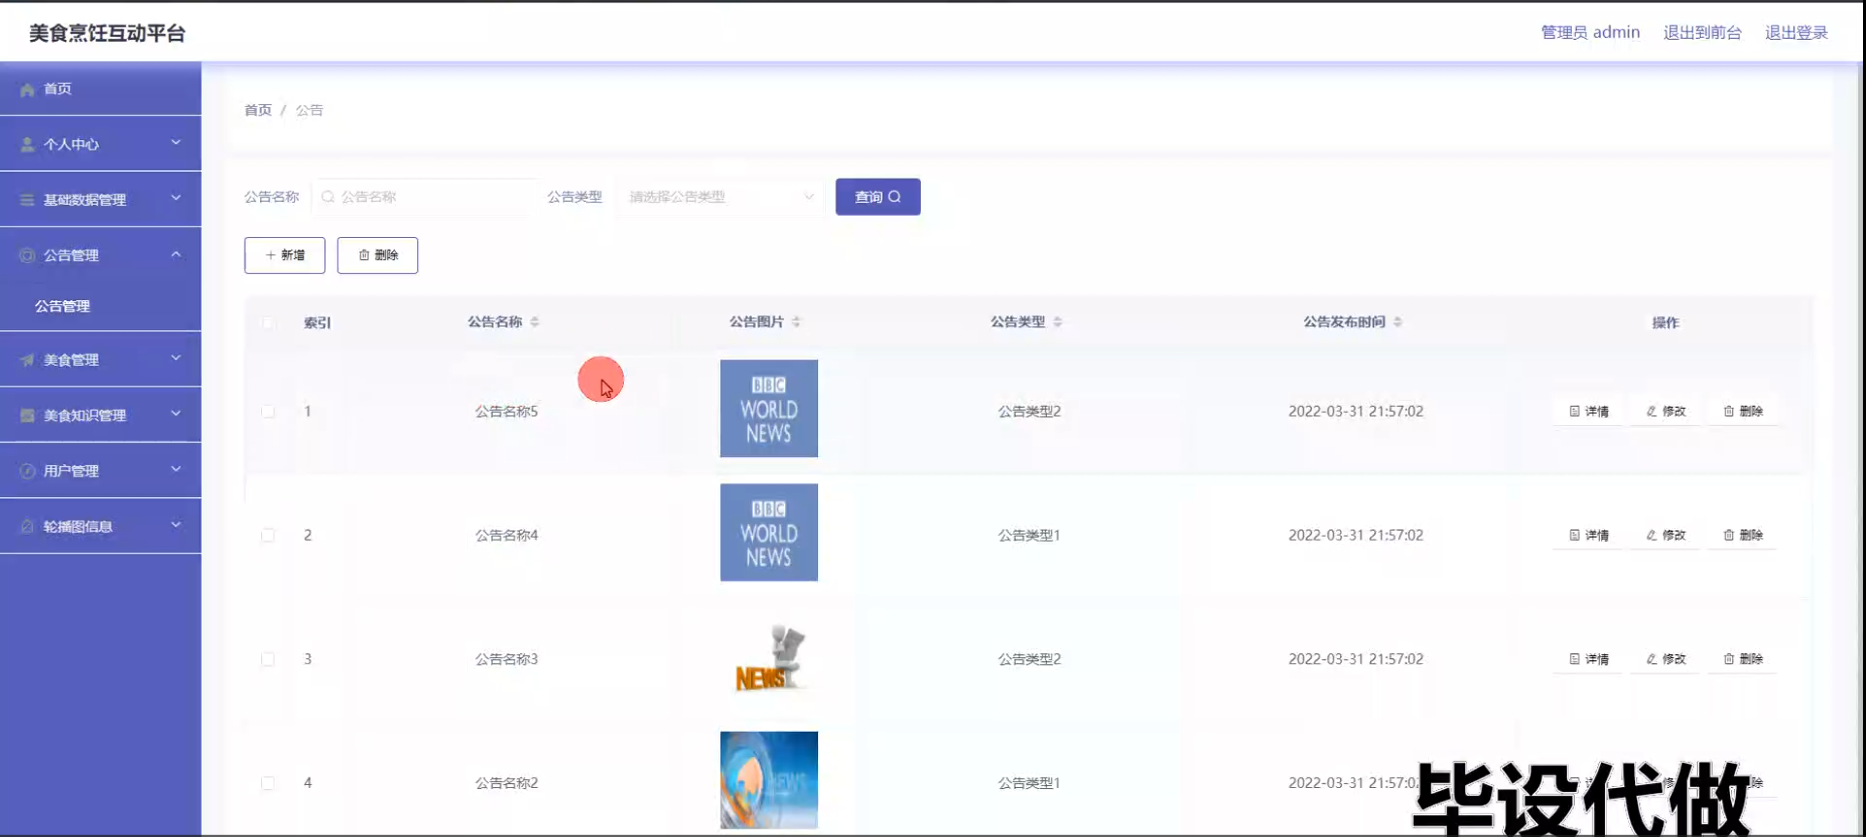 美食烹饪互动平台
管理员 admin 退出到前台 退出登录
首页
个人中心
基础数据管理
公告管理
公告管理
美食管理
美食知识管理
用户管理
轮播图信息
首页 / 公告
公告名称 公告名称 公告类型 请选择公告类型 查询
新增 删除
索引 公告名称 公告图片 公告类型 公告发布时间 操作
1 公告名称5 BBC WORLD NEWS 公告类型2 2022-03-31 21:57:02 详情 修改 删除
2 公告名称4 BBC WORLD NEWS 公告类型1 2022-03-31 21:57:02 详情 修改 删除
3 公告名称3 NEWS 公告类型2 2022-03-31 21:57:02 详情 修改 删除
4 公告名称2 NEWS 公告类型1 2022-03-31 21:57:02
毕设代做